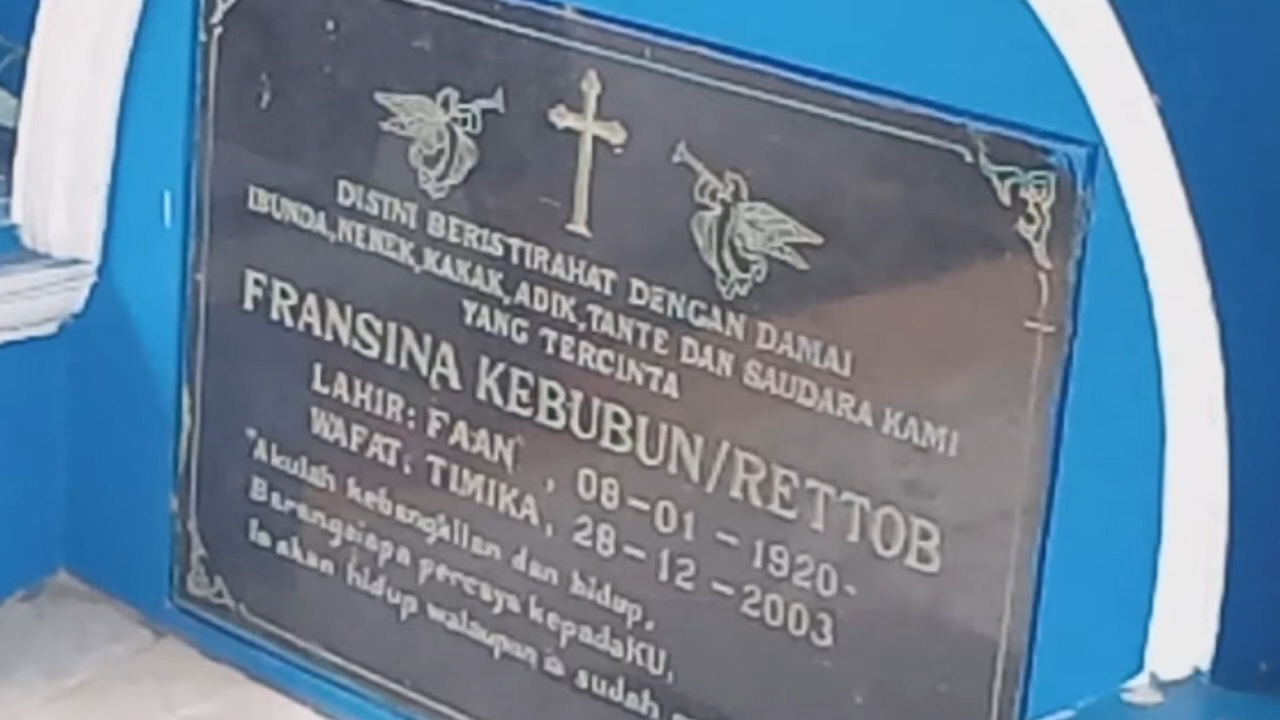 DISINI BERISTIRAHAT DENGAN DAMAI
IBUNDA, NENEK, KAKAK, ADIK, TANTE DAN SAUDARA KAMI
YANG TERCINTA
FRANSINA KEBUBUN/RETTOB
LAHIR: FAAN , 08-01-1920-
WAFAT: TIMIKA, 28-12-2003
"Akulah kebangkitan dan hidup,
Barangsiapa percaya kepadaKU,
Ia akan hidup walaupun ia sudah